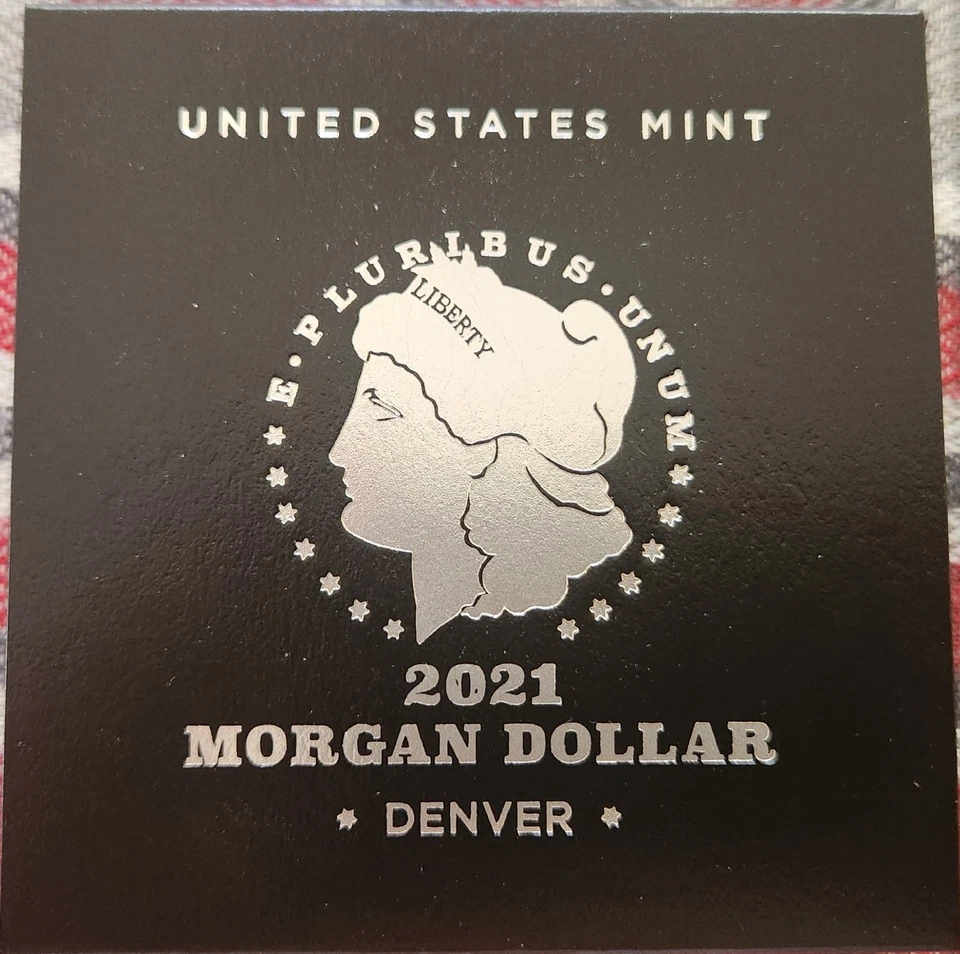 UNITED STATES MINT
E · PLURIBUS · UNUM
LIBERTY
2021
MORGAN DOLLAR
DENVER